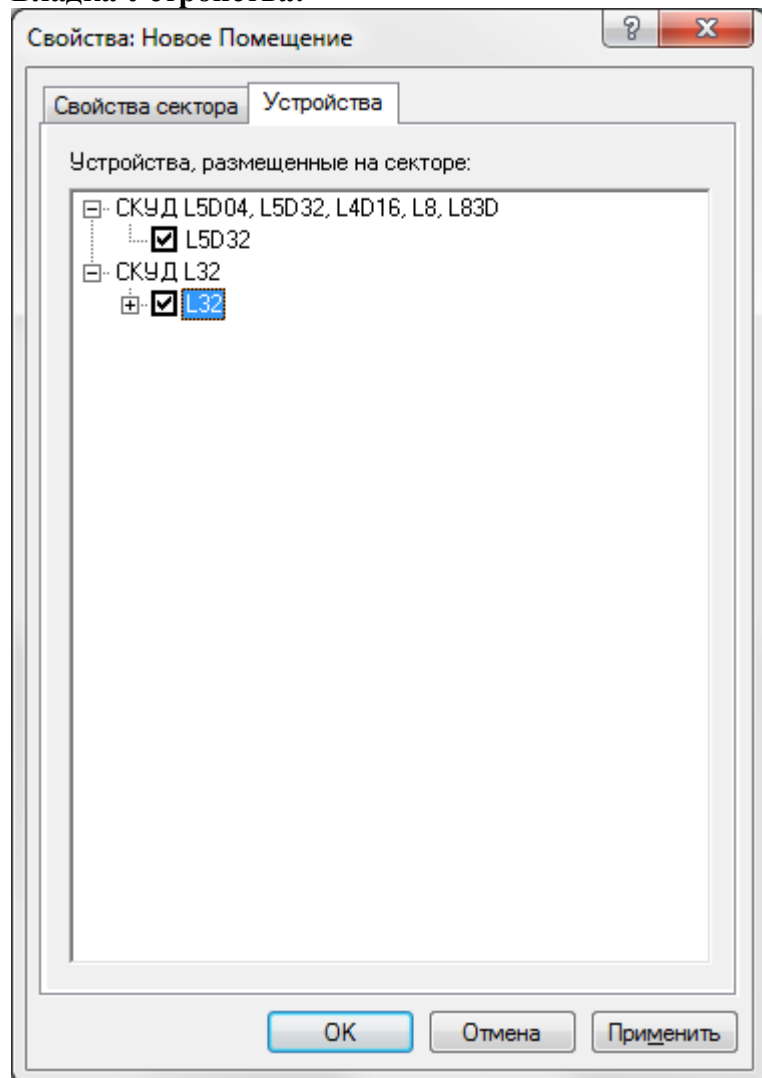 Свойства: Новое Помещение
Свойства сектора Устройства
Устройства, размещенные на секторе:
СКУД L5D04, L5D32, L4D16, L8, L83D
L5D32
СКУД L32
L32
OK Отмена Применить